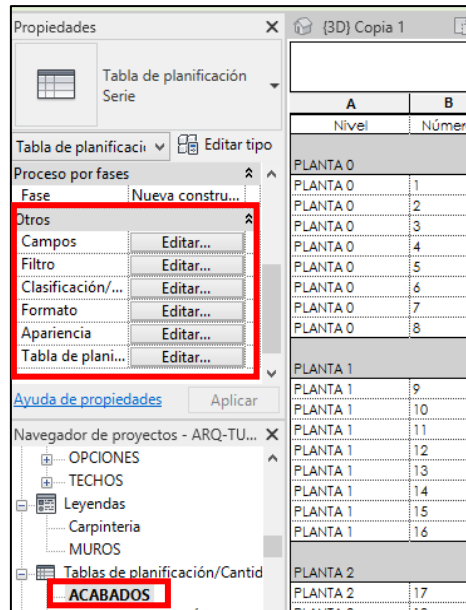 Propiedades
Tabla de planificación
Serie
Tabla de planificaci
Editar tipo
Proceso por fases
Fase Nueva constru...
Otros
Campos Editar...
Filtro Editar...
Clasificación/... Editar...
Formato Editar...
Apariencia Editar...
Tabla de plani... Editar...
Ayuda de propiedades
Aplicar
Navegador de proyectos - ARQ-TU...
OPCIONES
TECHOS
Leyendas
Carpinteria
MUROS
Tablas de planificación/Cantid
ACABADOS
{3D} Copia 1
A B
Nivel Númer
PLANTA 0
PLANTA 0 1
PLANTA 0 2
PLANTA 0 3
PLANTA 0 4
PLANTA 0 5
PLANTA 0 6
PLANTA 0 7
PLANTA 0 8
PLANTA 1
PLANTA 1 9
PLANTA 1 10
PLANTA 1 11
PLANTA 1 12
PLANTA 1 13
PLANTA 1 14
PLANTA 1 15
PLANTA 1 16
PLANTA 2
PLANTA 2 17